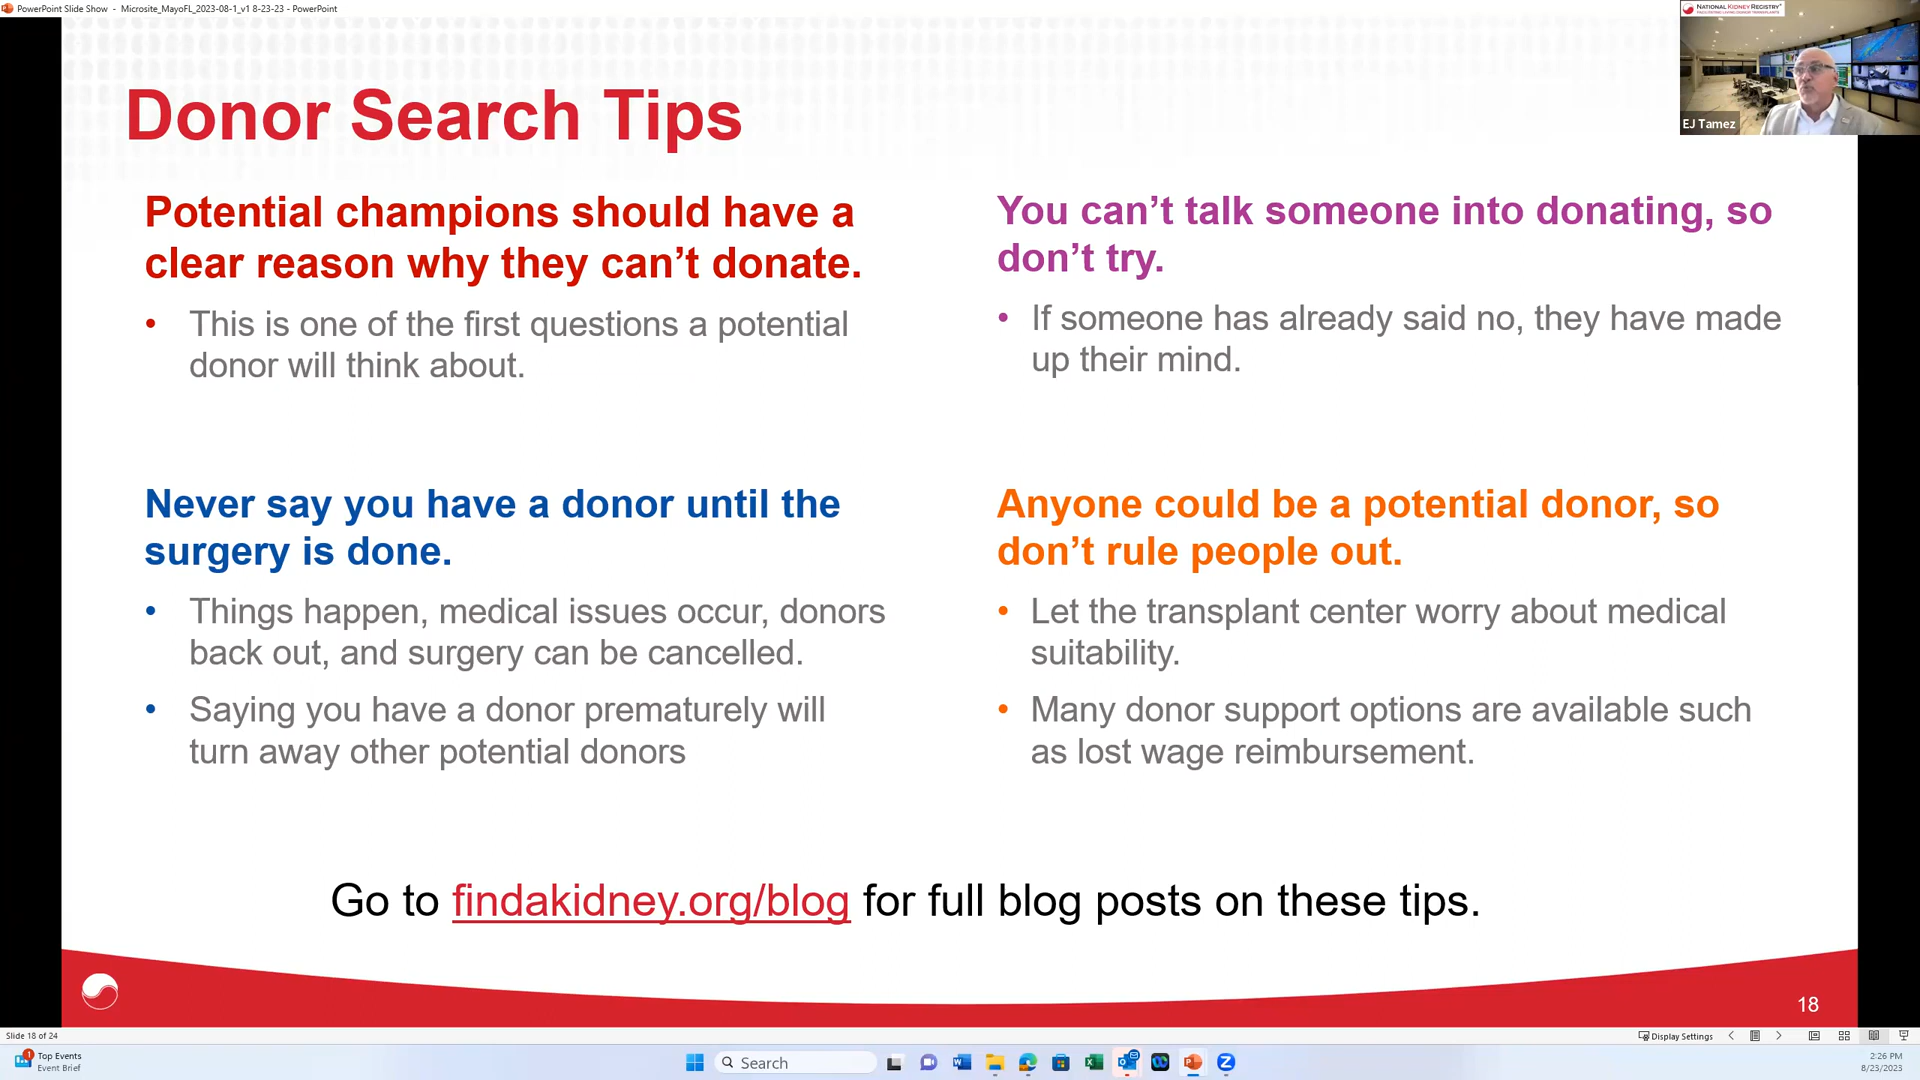 PowerPoint Slide Show - Microsite_MayoFL_2023-08-1_v1 8-23-23 - PowerPoint
NATIONAL KIDNEY REGISTRY
EJ Tamez
Donor Search Tips
Potential champions should have a
clear reason why they can’t donate.
• This is one of the first questions a potential
donor will think about.
You can’t talk someone into donating, so
don’t try.
• If someone has already said no, they have made
up their mind.
Never say you have a donor until the
surgery is done.
• Things happen, medical issues occur, donors
back out, and surgery can be cancelled.
• Saying you have a donor prematurely will
turn away other potential donors
Anyone could be a potential donor, so
don’t rule people out.
• Let the transplant center worry about medical
suitability.
• Many donor support options are available such
as lost wage reimbursement.
Go to findakidney.org/blog for full blog posts on these tips.
18
Slide 18 of 24
Display Settings
1
Top Events
Event Brief
Search
2:26 PM
8/23/2023